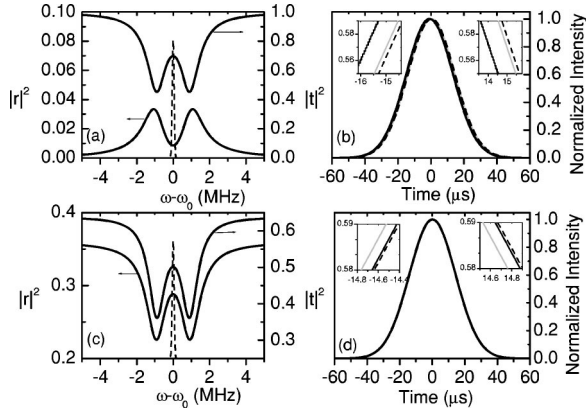 0.10
0.08
0.06
0.04
0.02
0.00
|r|²
1.0
0.8
0.6
0.4
0.2
0.0
|t|²
(a)
-4 -2 0 2 4
ω-ω₀ (MHz)
0.58
0.56
-16 -15
0.58
0.56
14 15
(b)
1.0
0.8
0.6
0.4
0.2
0.0
Normalized Intensity
-60 -40 -20 0 20 40 60
Time (μs)
0.4
0.3
0.2
|r|²
0.6
0.5
0.4
0.3
|t|²
(c)
-4 -2 0 2 4
ω-ω₀ (MHz)
0.59
0.58
-14.8 -14.6 -14.4
0.59
0.58
14.6 14.8
(d)
1.0
0.8
0.6
0.4
0.2
0.0
Normalized Intensity
-60 -40 -20 0 20 40 60
Time (μs)